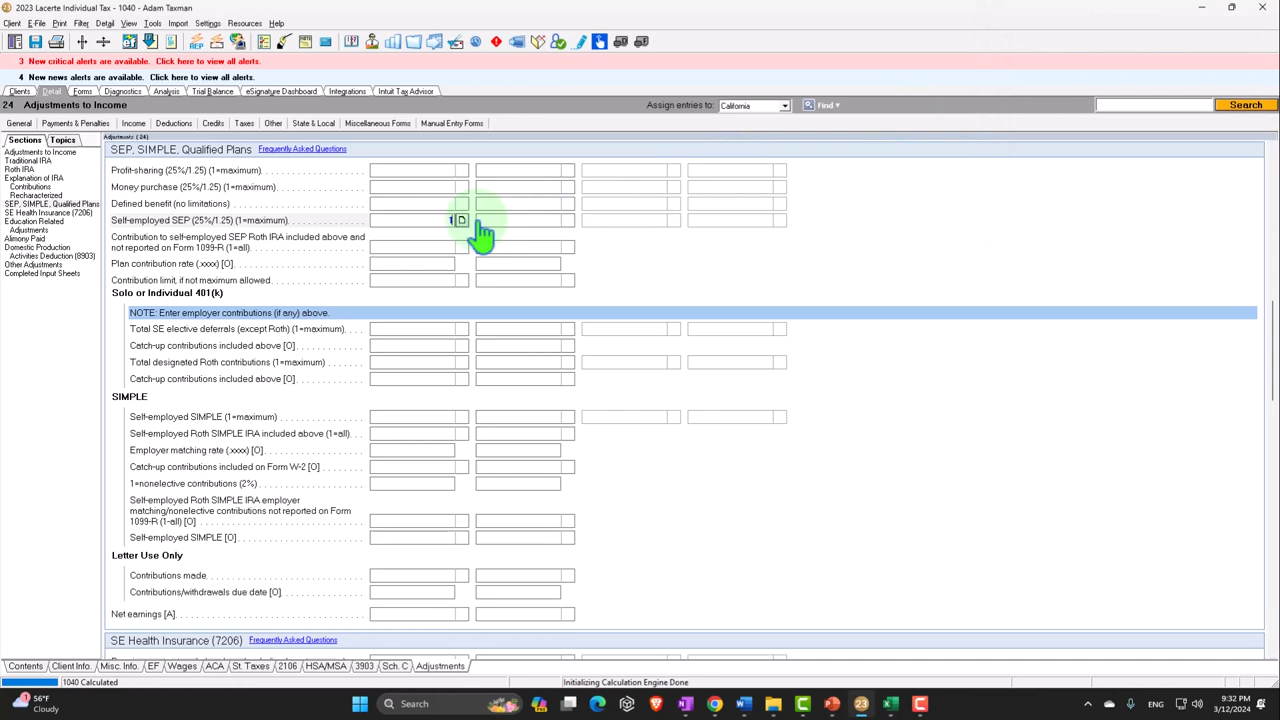 2023 Lacerte Individual Tax - 1040 - Adam Taxman
Client E-File Print Filter Detail View Tools Settings Resources Help
3 New critical alerts are available. Click here to view all alerts.
4 New news alerts are available. Click here to view all alerts.
Clients Detail Forms Diagnostics Analysis Trial Balance eSignature Dashboard Integrations Intuit Tax Advisor
24 Adjustments to Income Assign entries to: California Find Search
General Payments & Penalties Income Deductions Credits Taxes Other State & Local Miscellaneous Forms Manual Entry Forms
Sections Topics
Adjustments to Income
Traditional IRA
Roth IRA
Explanation of IRA
Contributions
Recharacterized
SEP, SIMPLE, Qualified Plans
SE Health Insurance (7206)
Education Related
Adjustments
Alimony Paid
Domestic Production
Activities Deduction (8903)
Other Adjustments
Completed Input Sheets
Adjustments (24)
SEP, SIMPLE, Qualified Plans Frequently Asked Questions
Profit-sharing (25%/1.25) (1=maximum)
Money purchase (25%/1.25) (1=maximum)
Defined benefit (no limitations)
Self-employed SEP (25%/1.25) (1=maximum) 1
Contribution to self-employed SEP Roth IRA included above and
not reported on Form 1099-R (1=all)
Plan contribution rate (.xxxx) [O]
Contribution limit, if not maximum allowed
Solo or Individual 401(k)
NOTE: Enter employer contributions (if any) above.
Total SE elective deferrals (except Roth) (1=maximum)
Catch-up contributions included above [O]
Total designated Roth contributions (1=maximum)
Catch-up contributions included above [O]
SIMPLE
Self-employed SIMPLE (1=maximum)
Self-employed Roth SIMPLE IRA included above (1=all)
Employer matching rate (.xxxx) [O]
Catch-up contributions included on Form W-2 [O]
1=nonelective contributions (2%)
Self-employed Roth SIMPLE IRA employer
matching/nonelective contributions not reported on Form
1099-R (1-all) [O]
Self-employed SIMPLE [O]
Letter Use Only
Contributions made
Contributions/withdrawals due date [O]
Net earnings [A]
SE Health Insurance (7206) Frequently Asked Questions
Contents Client Info. Misc. Info. EF Wages ACA St. Taxes 2106 HSA/MSA 3903 Sch. C Adjustments
1040 Calculated Initializing Calculation Engine Done
1
56°F
Cloudy
Search
ENG
9:32 PM
3/12/2024